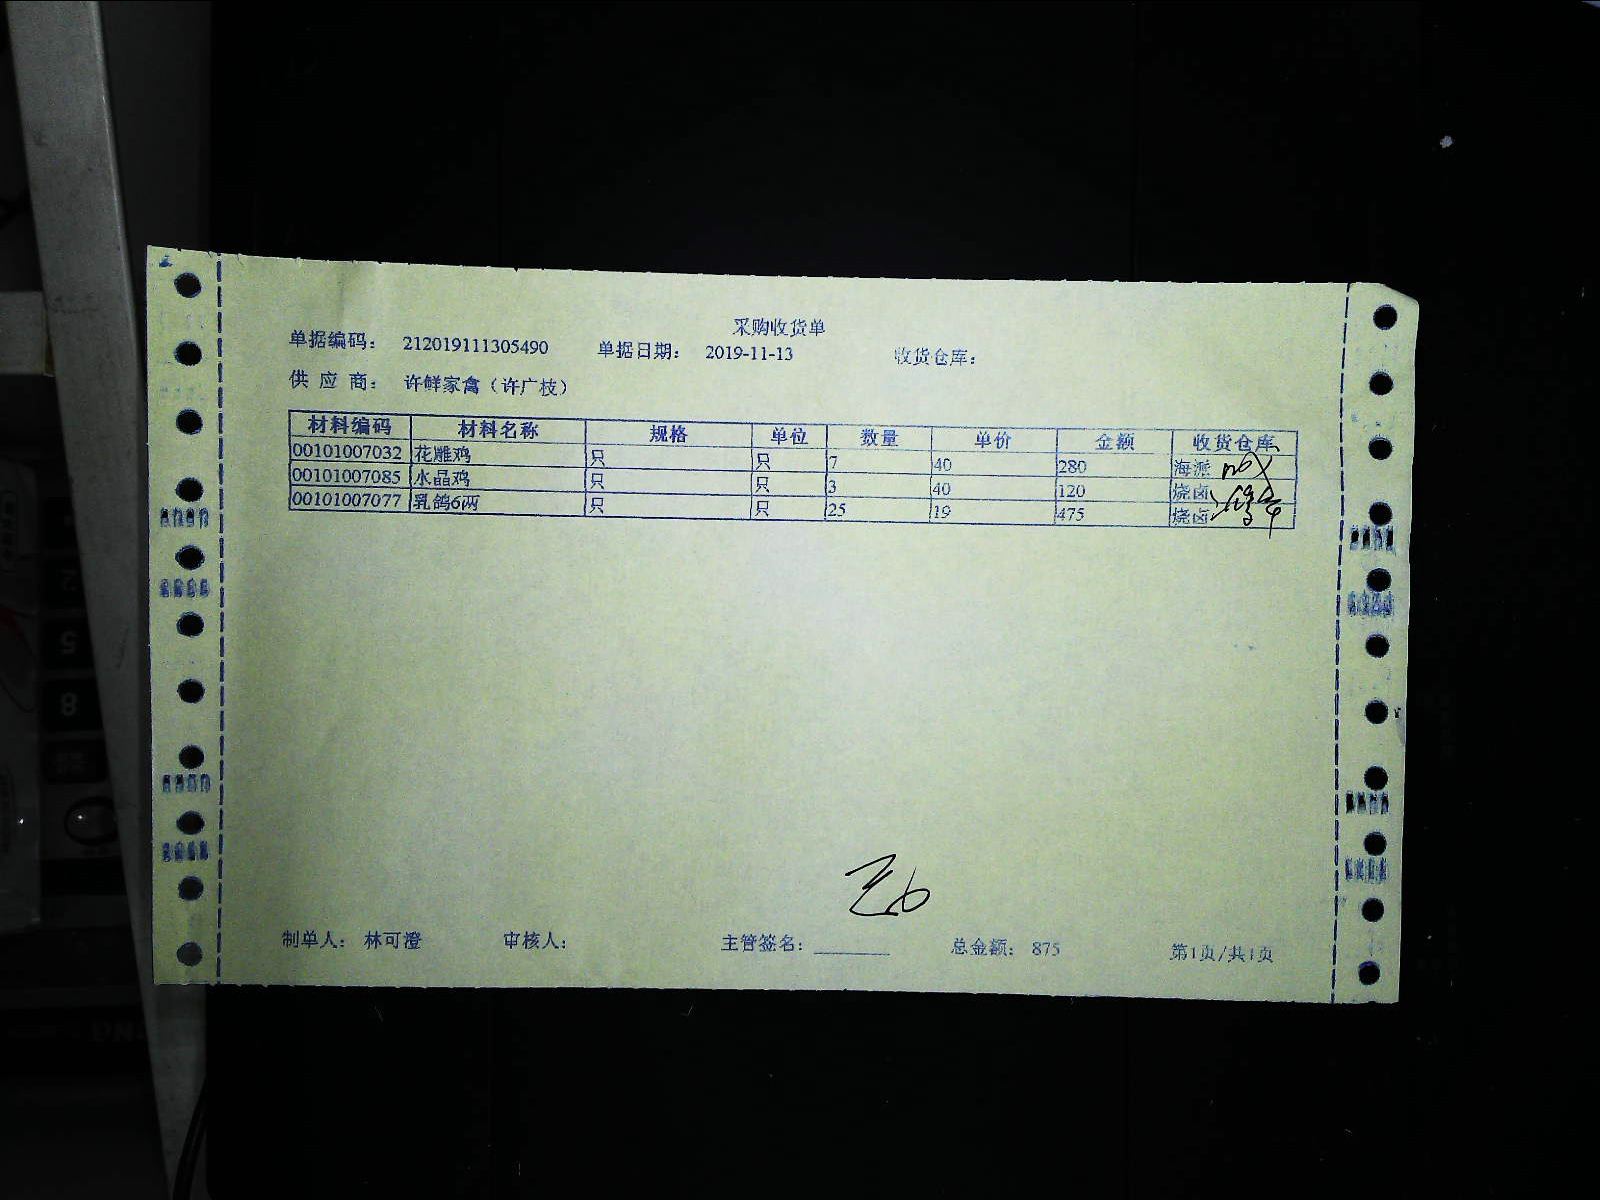 采购收货单
单据编码： 212019111305490 单据日期： 2019-11-13 收货仓库：
供 应 商： 许鲜家禽（许广枝）
材料编码 材料名称 规格 单位 数量 单价 金额 收货仓库
00101007032 花雕鸡 只 只 7 40 280 海派
00101007085 水晶鸡 只 只 3 40 120 烧卤
00101007077 乳鸽6两 只 只 25 19 475 烧卤
制单人： 林可澄 审核人： 主管签名： 总金额： 875 第1页/共1页